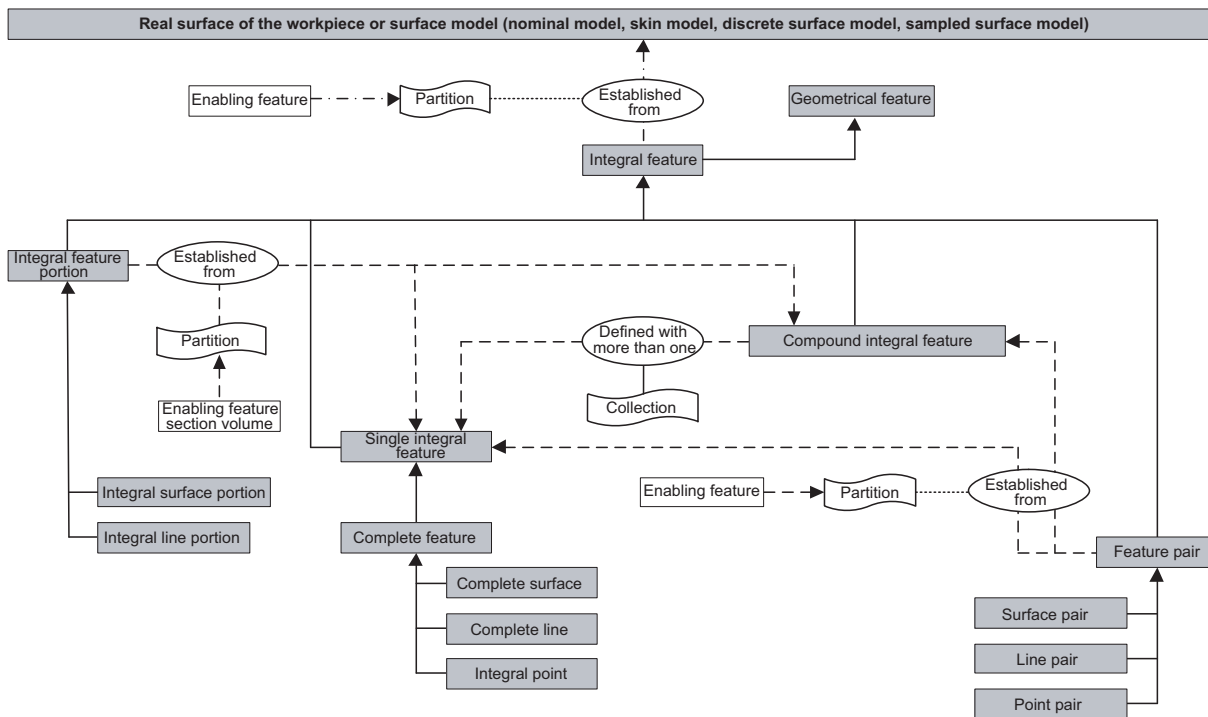 Real surface of the workpiece or surface model (nominal model, skin model, discrete surface model, sampled surface model)
Enabling feature
Partition
Established
from
Geometrical feature
Integral feature
Integral feature
portion
Established
from
Partition
Enabling feature
section volume
Defined with
more than one
Compound integral feature
Collection
Single integral
feature
Integral surface portion
Integral line portion
Enabling feature
Partition
Established
from
Complete feature
Feature pair
Complete surface
Complete line
Integral point
Surface pair
Line pair
Point pair